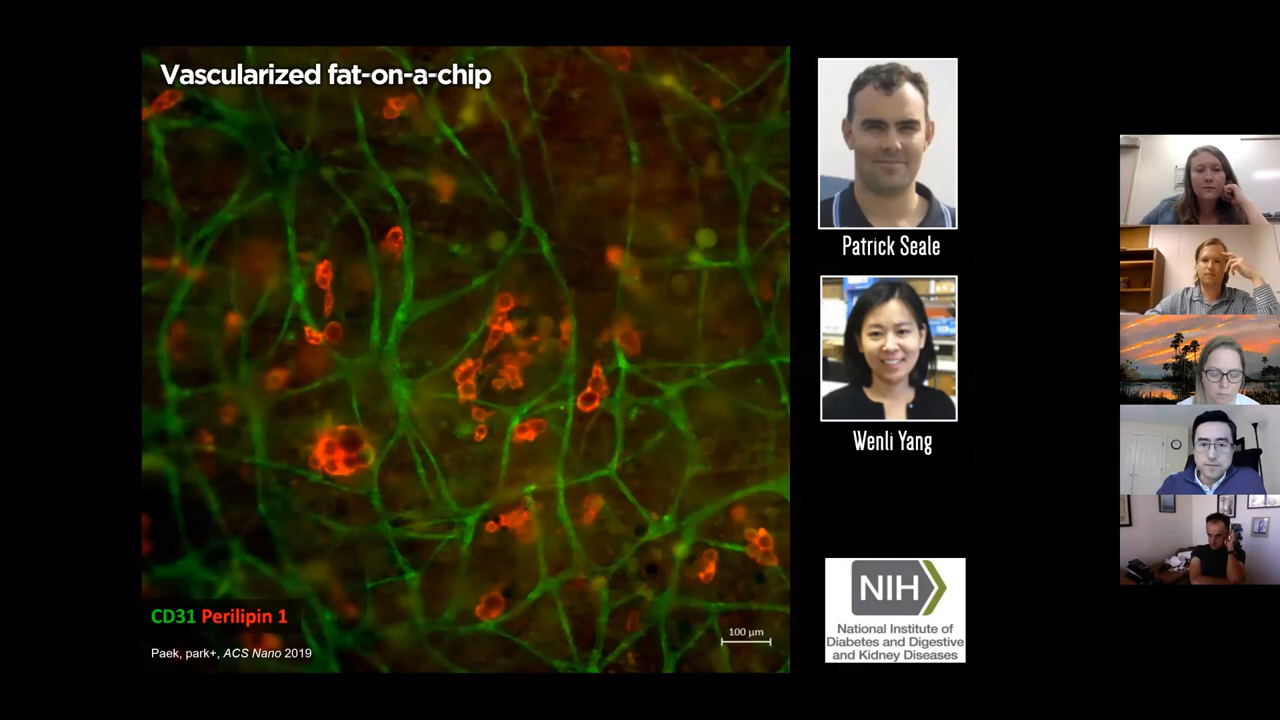 Vascularized fat-on-a-chip
CD31 Perilipin 1
Paek, park+, ACS Nano 2019
100 µm
Patrick Seale
Wenli Yang
NIH
National Institute of
Diabetes and Digestive
and Kidney Diseases